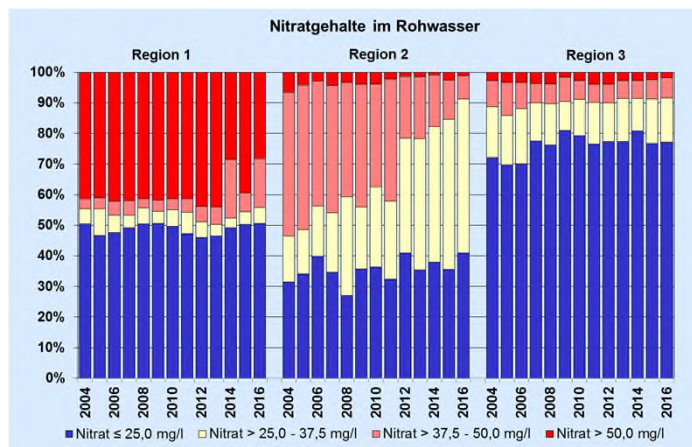 Nitratgehalte im Rohwasser
Region 1 Region 2 Region 3
100%
90%
80%
70%
60%
50%
40%
30%
20%
10%
0%
2004 2006 2008 2010 2012 2014 2016 2004 2006 2008 2010 2012 2014 2016 2004 2006 2008 2010 2012 2014 2016
Nitrat ≤ 25,0 mg/l Nitrat > 25,0 - 37,5 mg/l Nitrat > 37,5 - 50,0 mg/l Nitrat > 50,0 mg/l